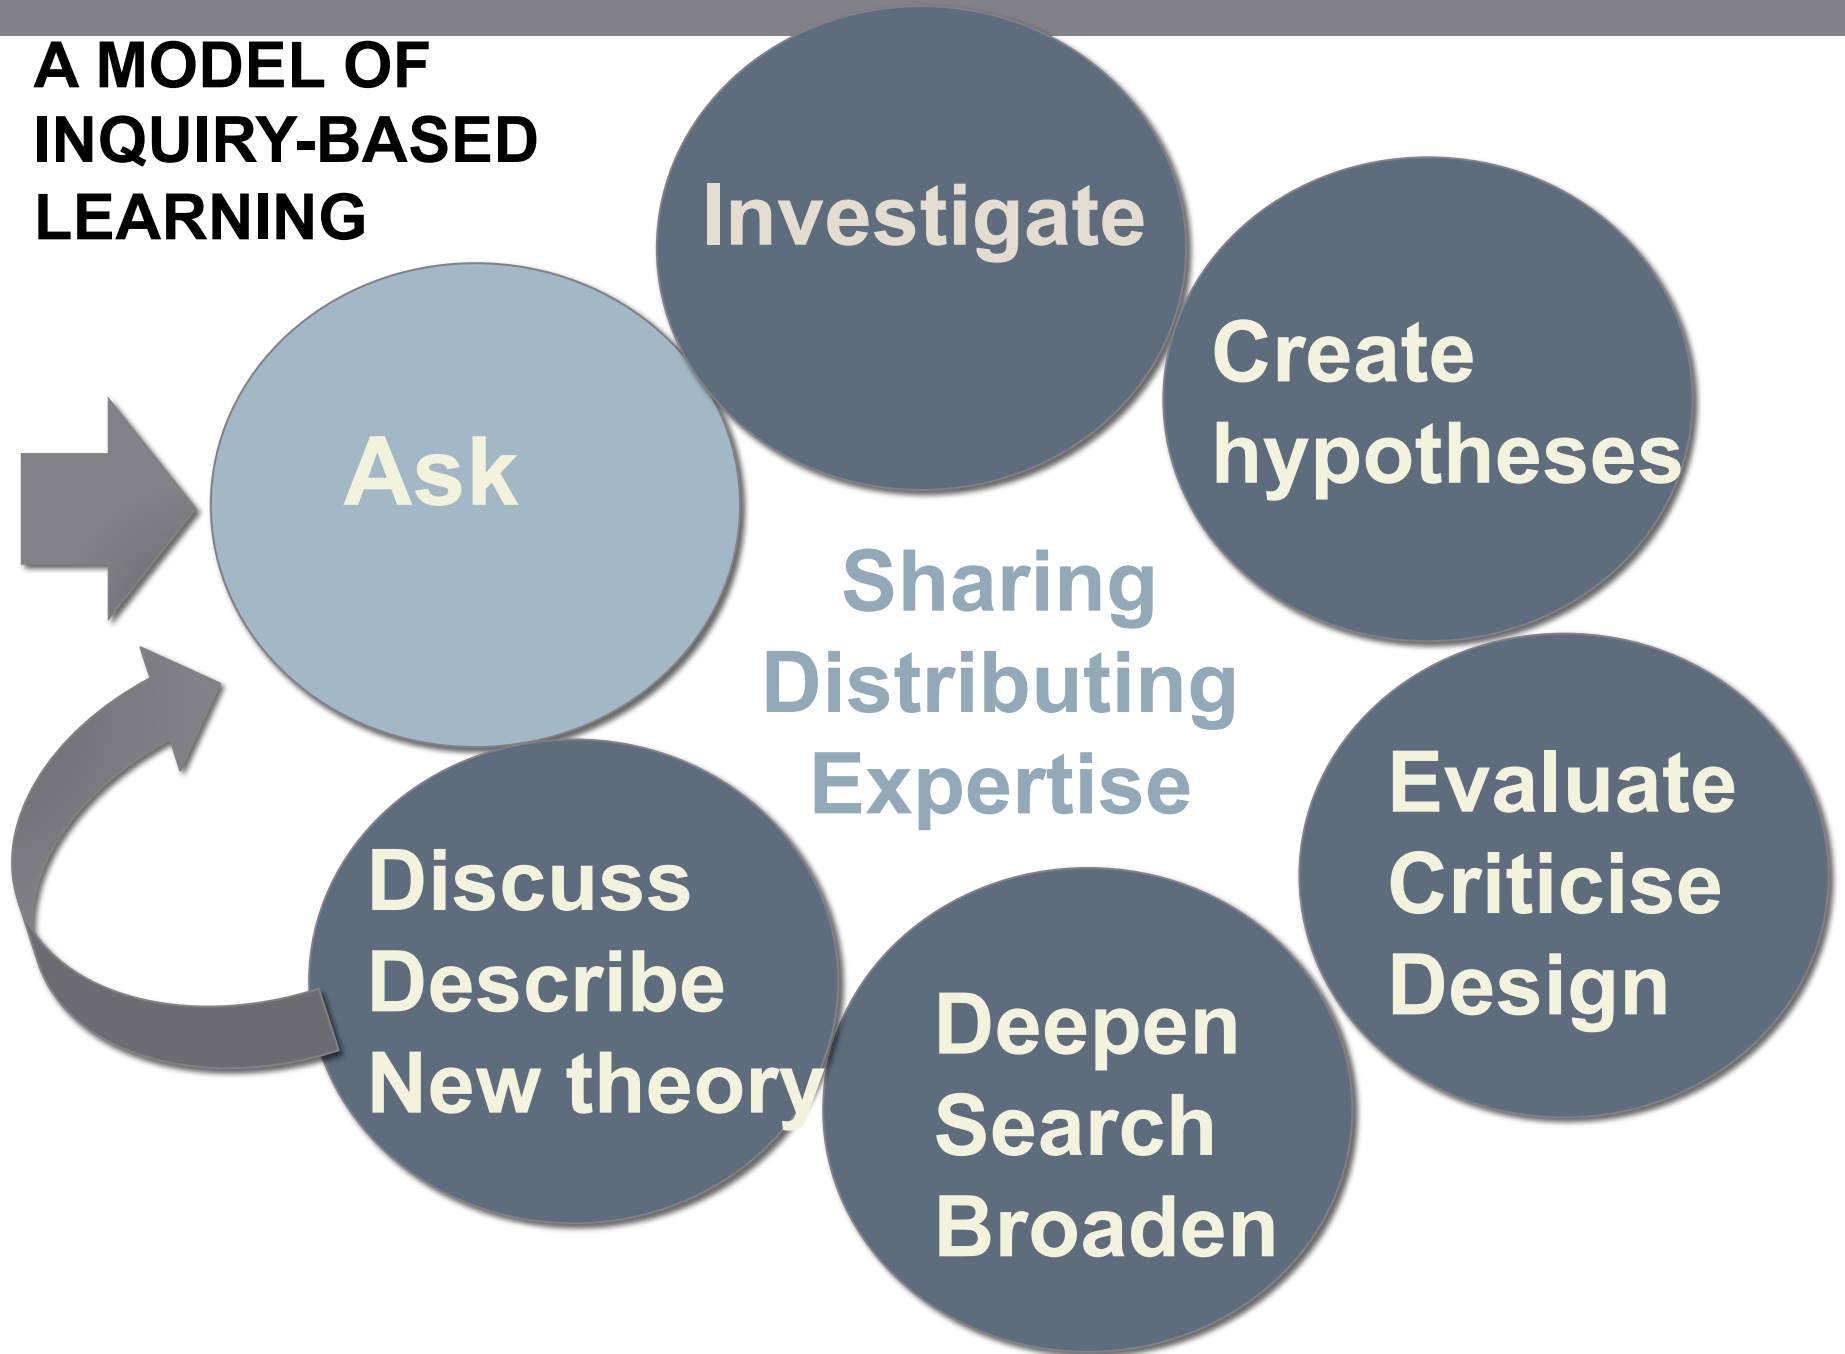 A MODEL OF
INQUIRY-BASED
LEARNING
Ask
Investigate
Create
hypotheses
Evaluate
Criticise
Design
Deepen
Search
Broaden
Discuss
Describe
New theory
Sharing
Distributing
Expertise